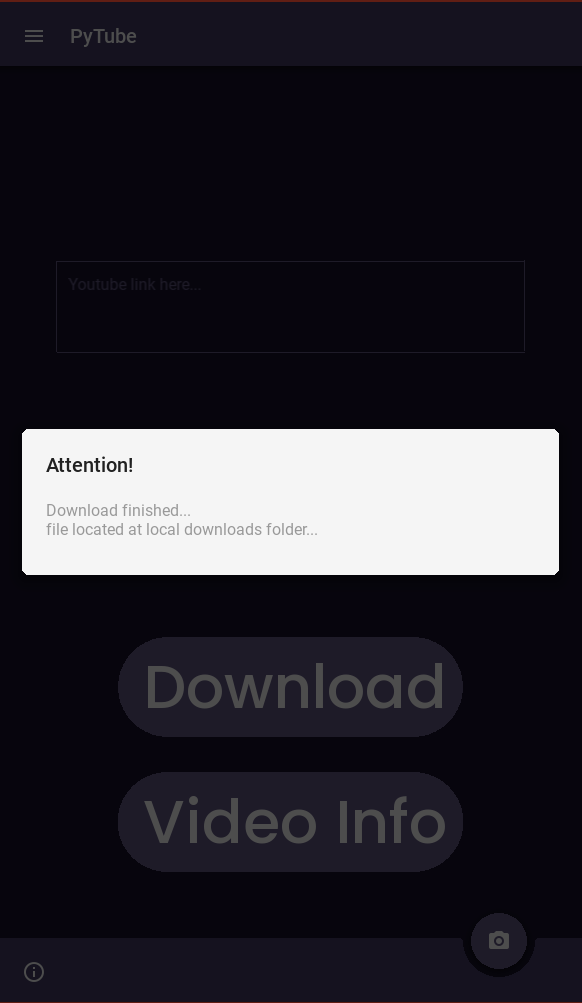 PyTube
Youtube link here...
Attention!
Download finished...
file located at local downloads folder...
Download
Video Info